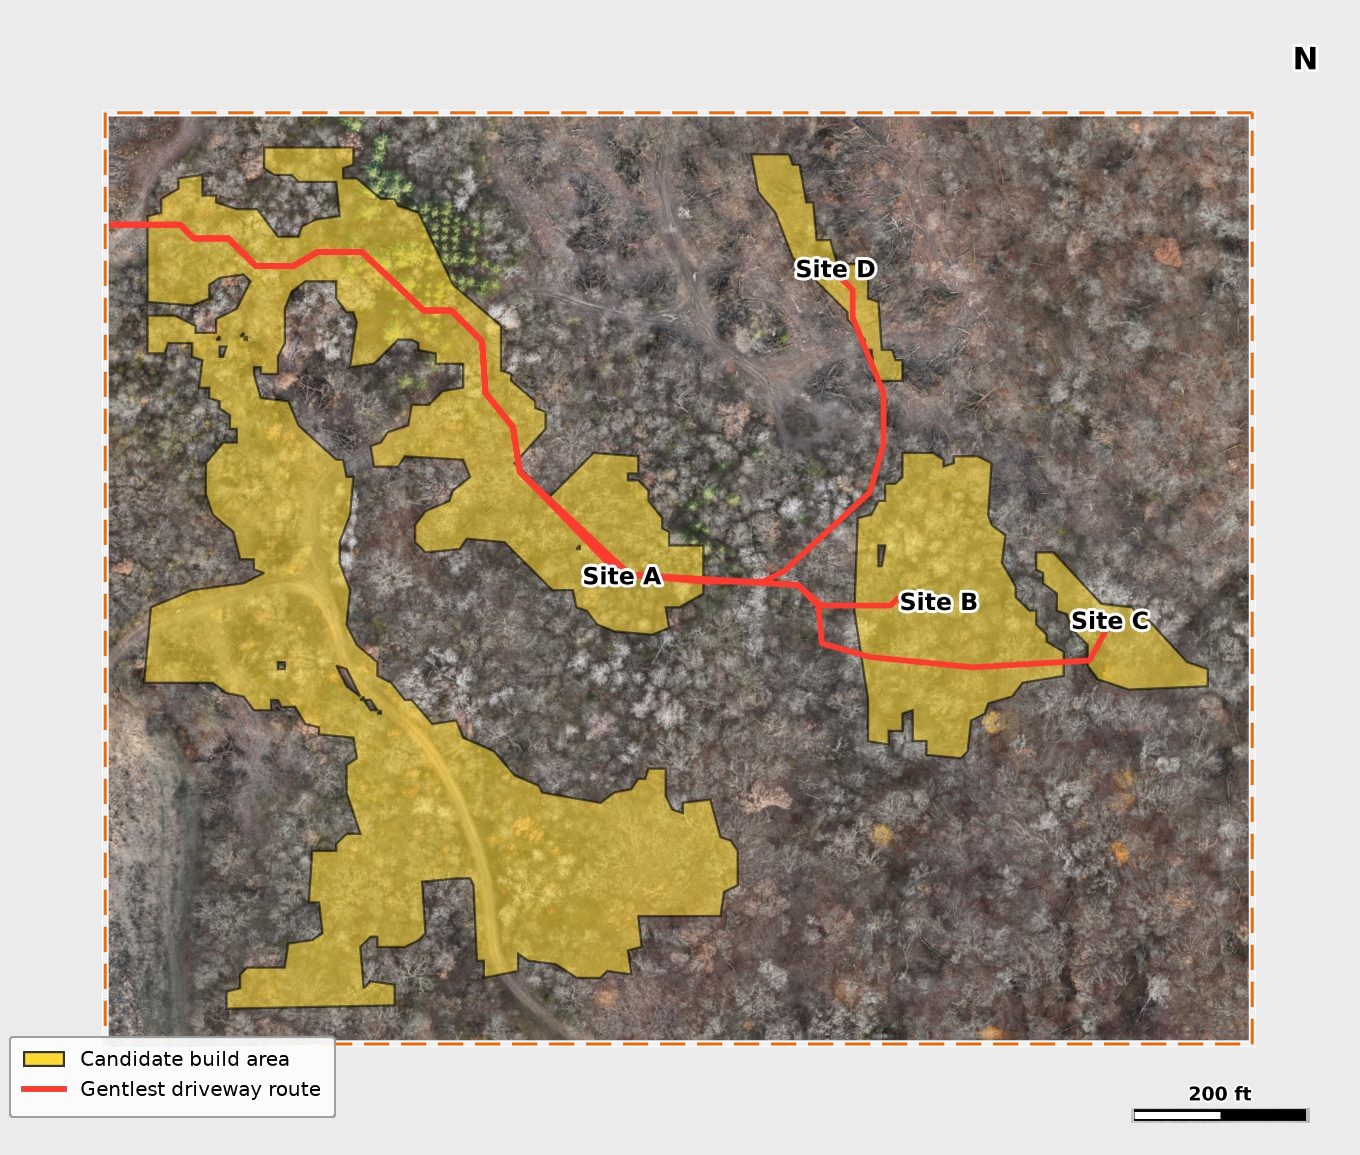 N
Site D
Site A
Site B
Site C
Candidate build area
Gentlest driveway route
200 ft